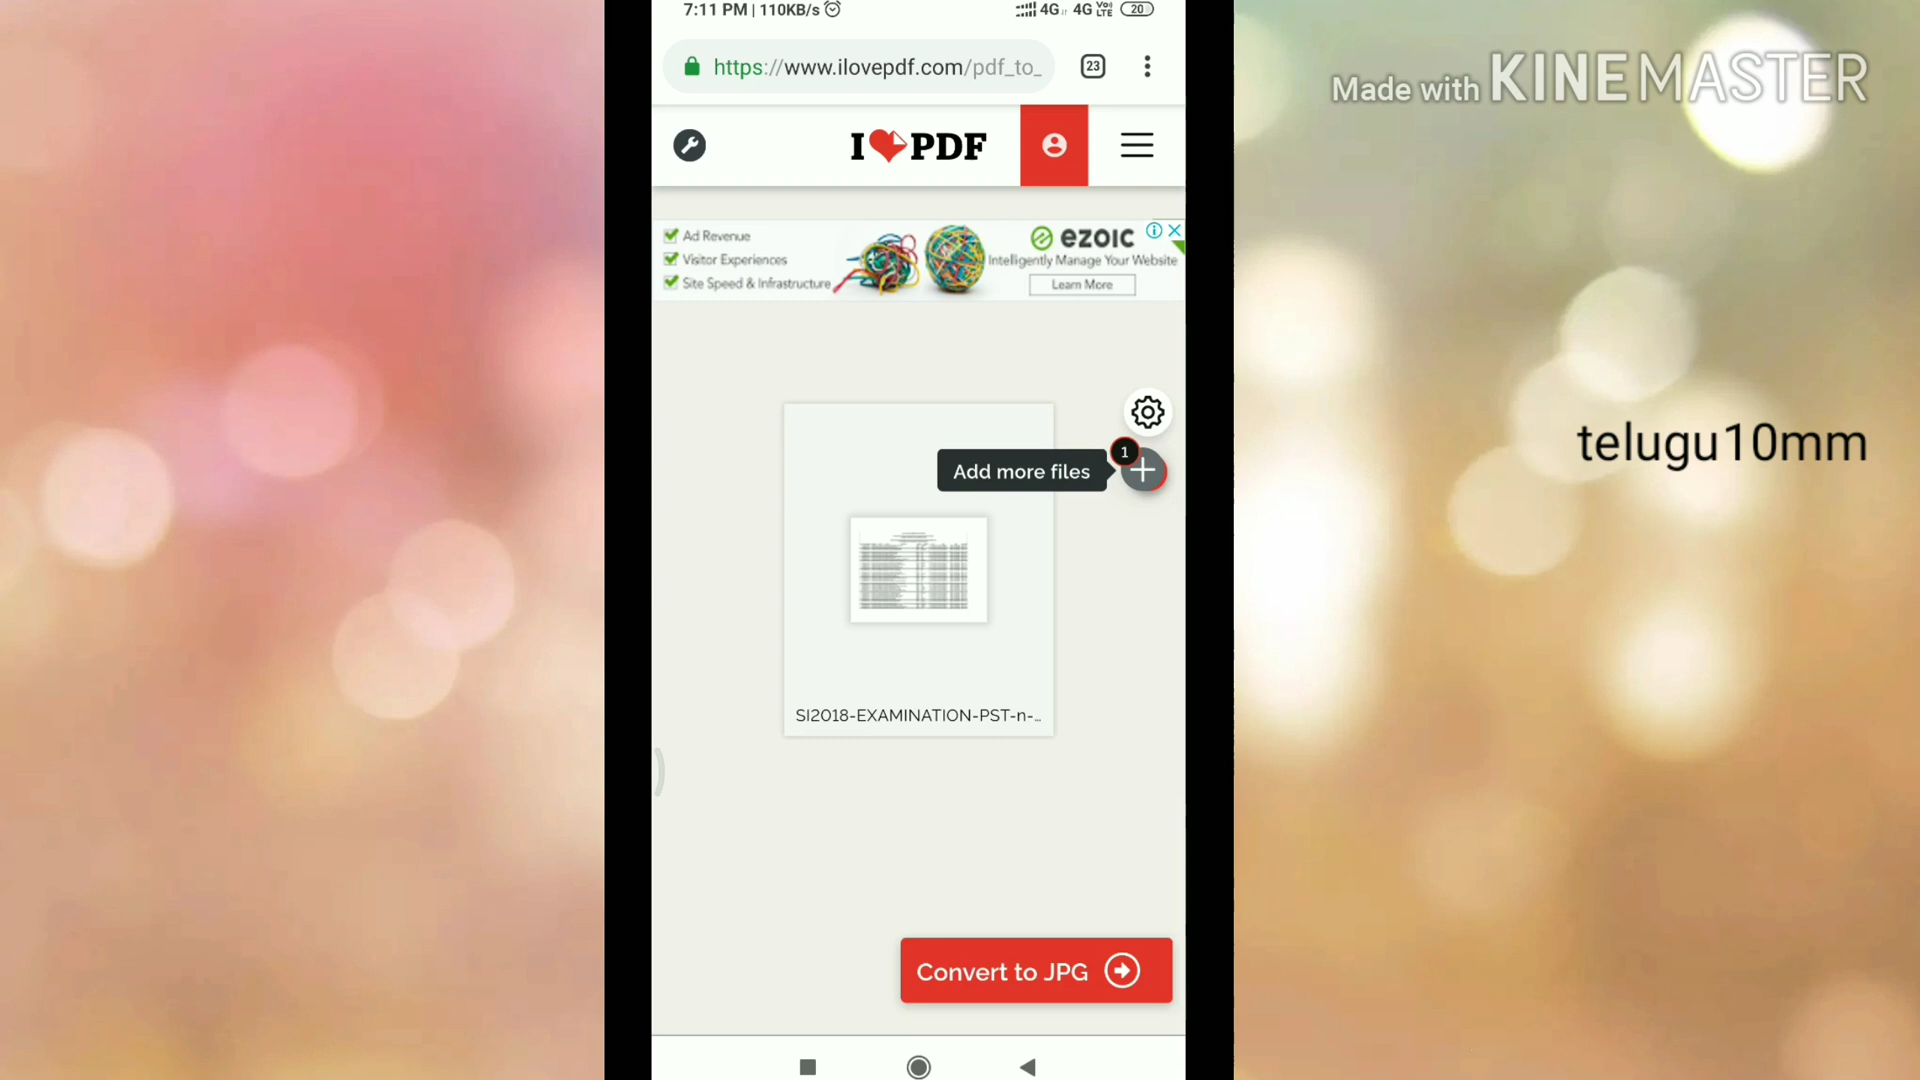 7:11 PM | 110KB/s
4G 4G Vo) LTE 20
https://www.ilovepdf.com/pdf_to_
23
I PDF
Ad Revenue
Visitor Experiences
Site Speed & Infrastructure
ezoic
Intelligently Manage Your Website
Learn More
1
Add more files
SI2018-EXAMINATION-PST-n-...
Convert to JPG
Made with KINEMASTER
telugu10mm